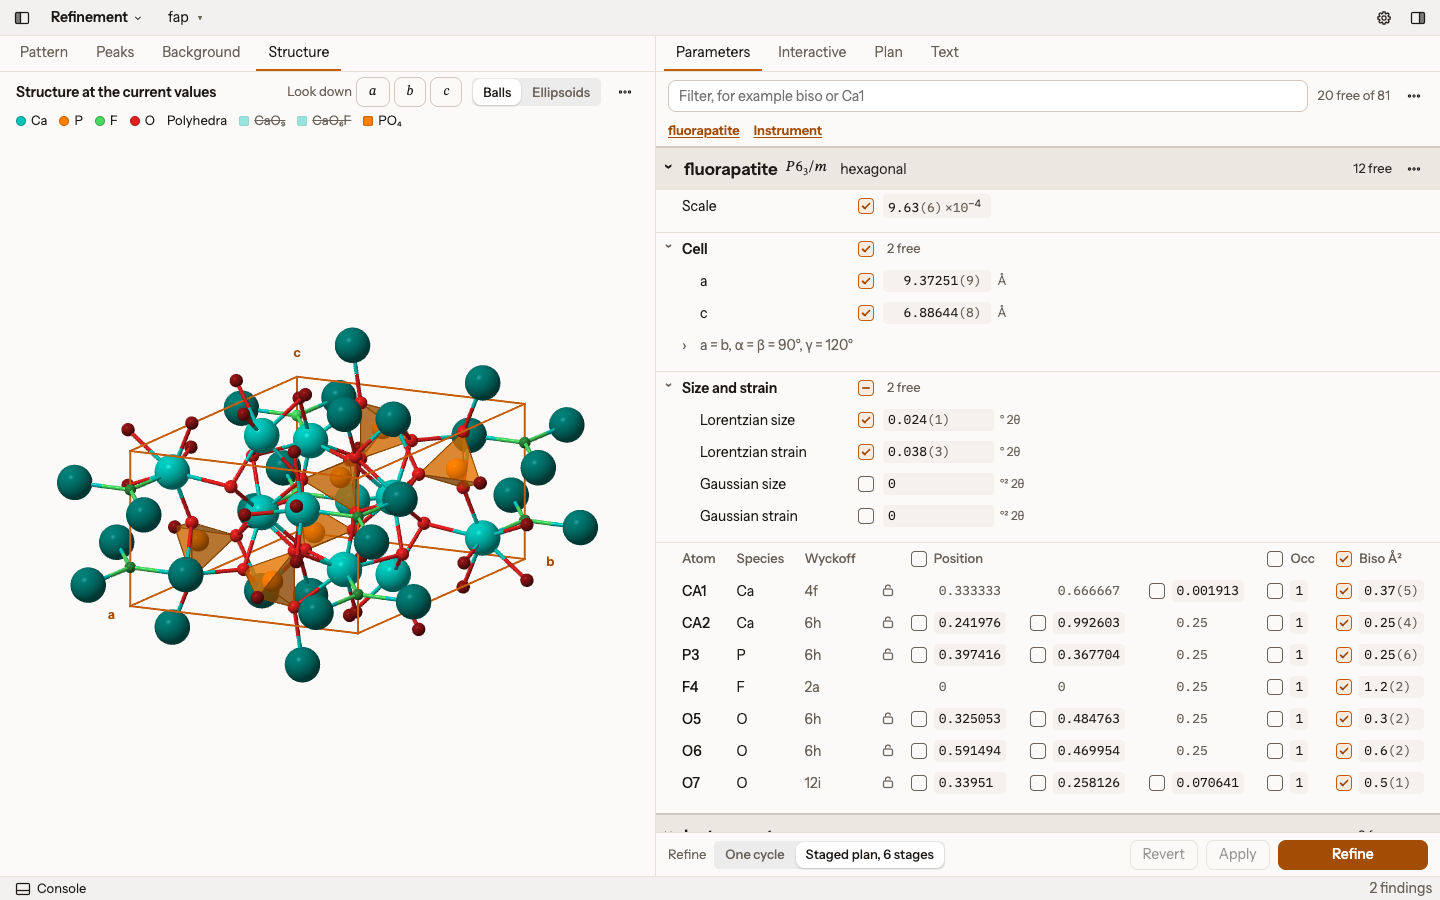 Refinement fap
Pattern Peaks Background Structure
Structure at the current values Look down a b c Balls Ellipsoids
Ca P F O Polyhedra CaO₉ CaO₆F PO₄
c
b
a
Parameters Interactive Plan Text
Filter, for example biso or Ca1 20 free of 81
fluorapatite Instrument
fluorapatite P6₃/m hexagonal 12 free
Scale 9.63(6) ×10⁻⁴
Cell 2 free
a 9.37251(9) Å
c 6.88644(8) Å
a = b, α = β = 90°, γ = 120°
Size and strain 2 free
Lorentzian size 0.024(1) °2θ
Lorentzian strain 0.038(3) °2θ
Gaussian size 0 °² 2θ
Gaussian strain 0 °² 2θ
Atom Species Wyckoff Position Occ Biso Å²
CA1 Ca 4f 0.333333 0.666667 0.001913 1 0.37(5)
CA2 Ca 6h 0.241976 0.992603 0.25 1 0.25(4)
P3 P 6h 0.397416 0.367704 0.25 1 0.25(6)
F4 F 2a 0 0 0.25 1 1.2(2)
O5 O 6h 0.325053 0.484763 0.25 1 0.3(2)
O6 O 6h 0.591494 0.469954 0.25 1 0.6(2)
O7 O 12i 0.33951 0.258126 0.070641 1 0.5(1)
Refine One cycle Staged plan, 6 stages Revert Apply Refine
Console 2 findings